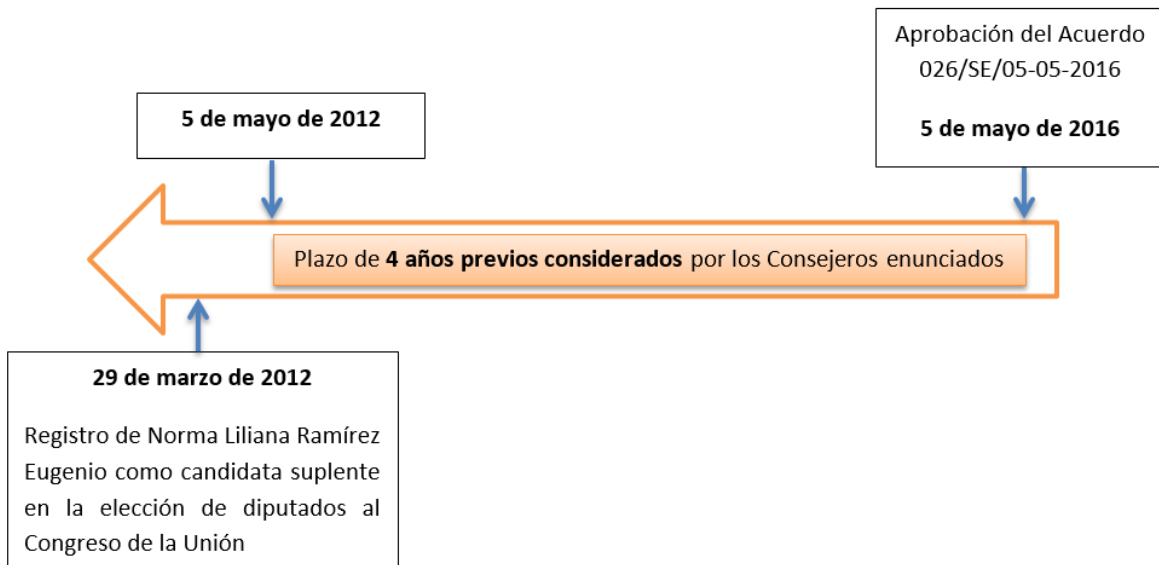 Aprobación del Acuerdo
026/SE/05-05-2016
5 de mayo de 2016
5 de mayo de 2012
Plazo de 4 años previos considerados por los Consejeros enunciados
29 de marzo de 2012
Registro de Norma Liliana Ramírez
Eugenio como candidata suplente
en la elección de diputados al
Congreso de la Unión